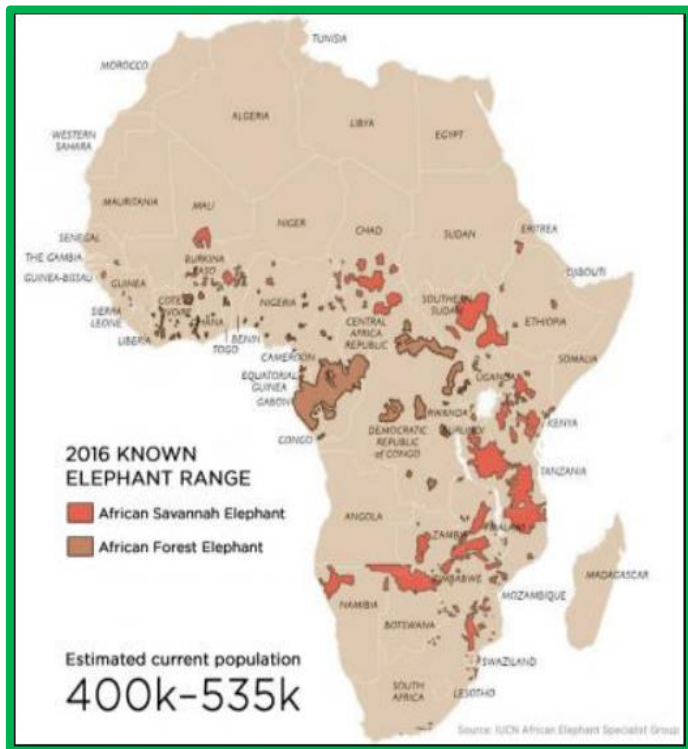 TUNISIA
MOROCCO
ALGERIA
LIBYA
EGYPT
WESTERN
SAHARA
MAURITANIA
MALI
NIGER
CHAD
SUDAN
ERITREA
SENEGAL
THE GAMBIA
GUINEA-BISSAU
GUINEA
BURKINA
FASO
DJIBOUTI
SIERRA
LEONE
COTE
IVOIRE
GHANA
NIGERIA
SOUTHERN
SUDAN
ETHIOPIA
LIBERIA
TOGO
BENIN
CENTRAL
AFRICA
REPUBLIC
SOMALIA
CAMEROON
EQUATORIAL
GUINEA
GABON
UGANDA
KENYA
CONGO
RWANDA
BURUNDI
DEMOCRATIC
REPUBLIC
of CONGO
TANZANIA
2016 KNOWN
ELEPHANT RANGE
African Savannah Elephant
African Forest Elephant
ANGOLA
ZAMBIA
MALAWI
ZIMBABWE
MOZAMBIQUE
MADAGASCAR
NAMIBIA
BOTSWANA
SWAZILAND
SOUTH
AFRICA
LESOTHO
Estimated current population
400k–535k
Source: IUCN African Elephant Specialist Group